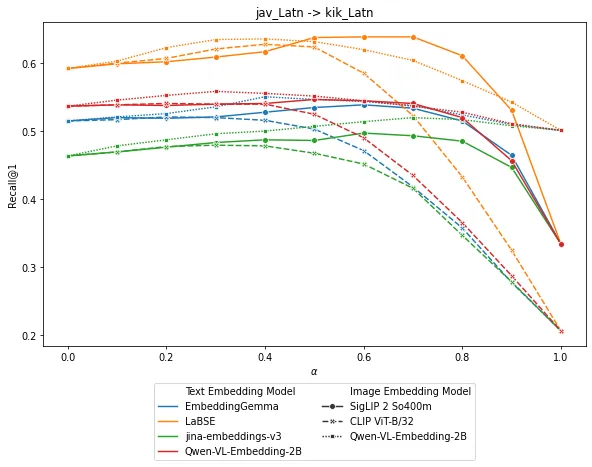 jav_Latn -> kik_Latn
Recall@1
0.6
0.5
0.4
0.3
0.2
0.0 0.2 0.4 0.6 0.8 1.0
α
Text Embedding Model Image Embedding Model
EmbeddingGemma SigLIP 2 So400m
LaBSE CLIP ViT-B/32
jina-embeddings-v3 Qwen-VL-Embedding-2B
Qwen-VL-Embedding-2B